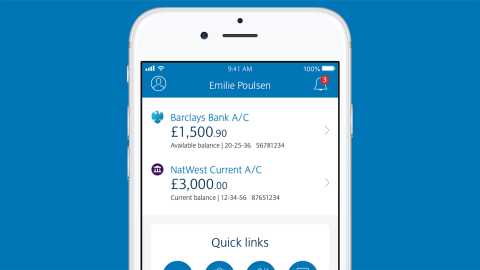 9:41 AM
100%
Emilie Poulsen
3
Barclays Bank A/C
£1,500.90
Available balance | 20-25-36 56781234
NatWest Current A/C
£3,000.00
Current balance | 12-34-56 87651234
Quick links